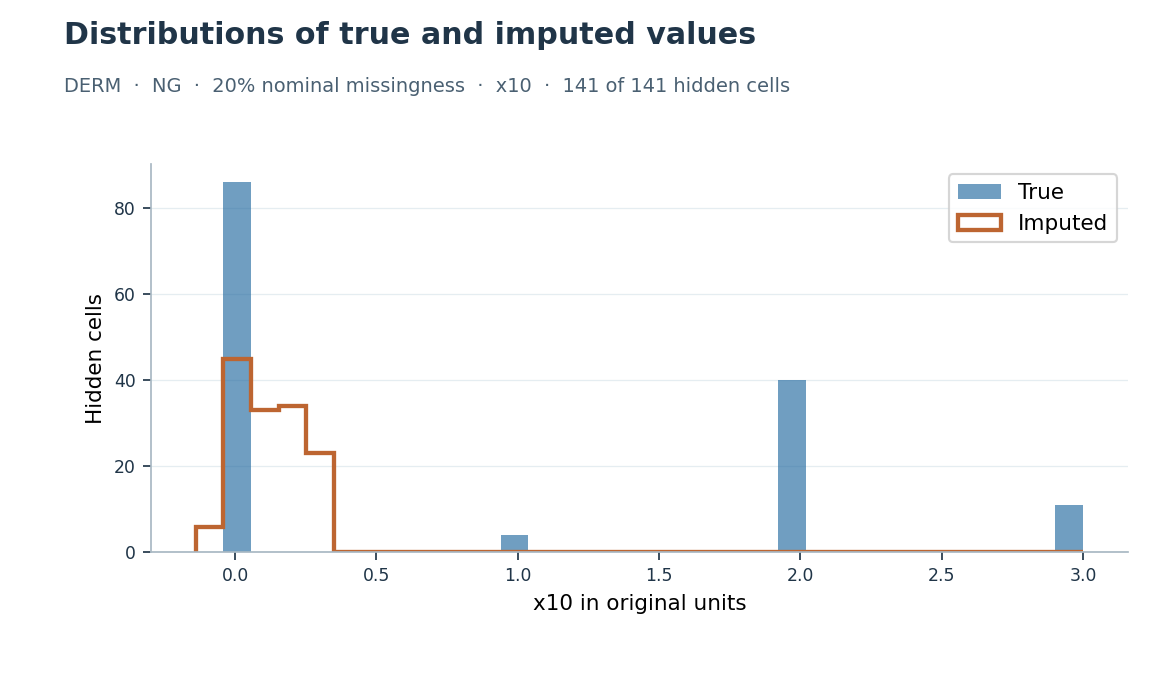 Distributions of true and imputed values
DERM · NG · 20% nominal missingness · x10 · 141 of 141 hidden cells
True
Imputed
Hidden cells
80
60
40
20
0
0.0 0.5 1.0 1.5 2.0 2.5 3.0
x10 in original units